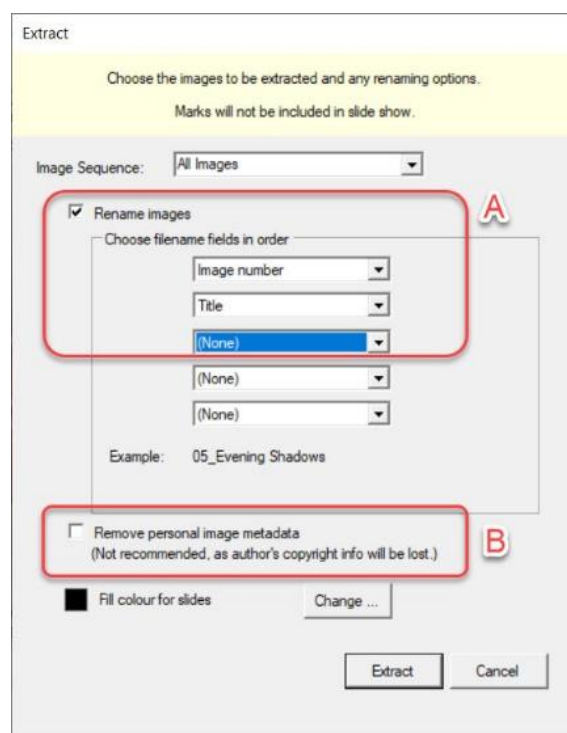 Extract
Choose the images to be extracted and any renaming options.
Marks will not be included in slide show.
Image Sequence: All Images
A
Rename images
Choose filename fields in order
Image number
Title
(None)
(None)
(None)
Example: 05_Evening Shadows
Remove personal image metadata
B
(Not recommended, as author's copyright info will be lost.)
Fill colour for slides Change ...
Extract Cancel